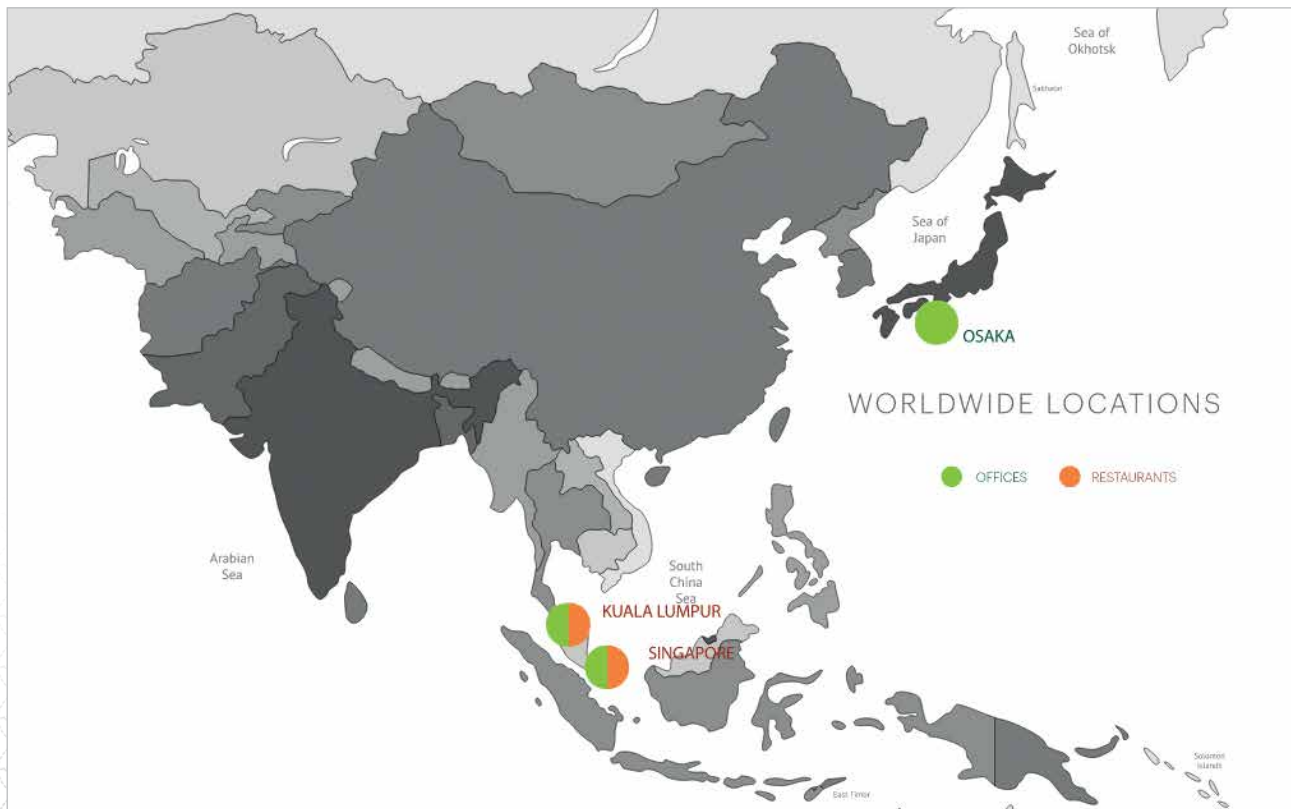 Sea of
Okhotsk
Sakhalin
Sea of
Japan
OSAKA
WORLDWIDE LOCATIONS
OFFICES
RESTAURANTS
Arabian
Sea
South
China
Sea
KUALA LUMPUR
SINGAPORE
Solomon
Islands
East Timor